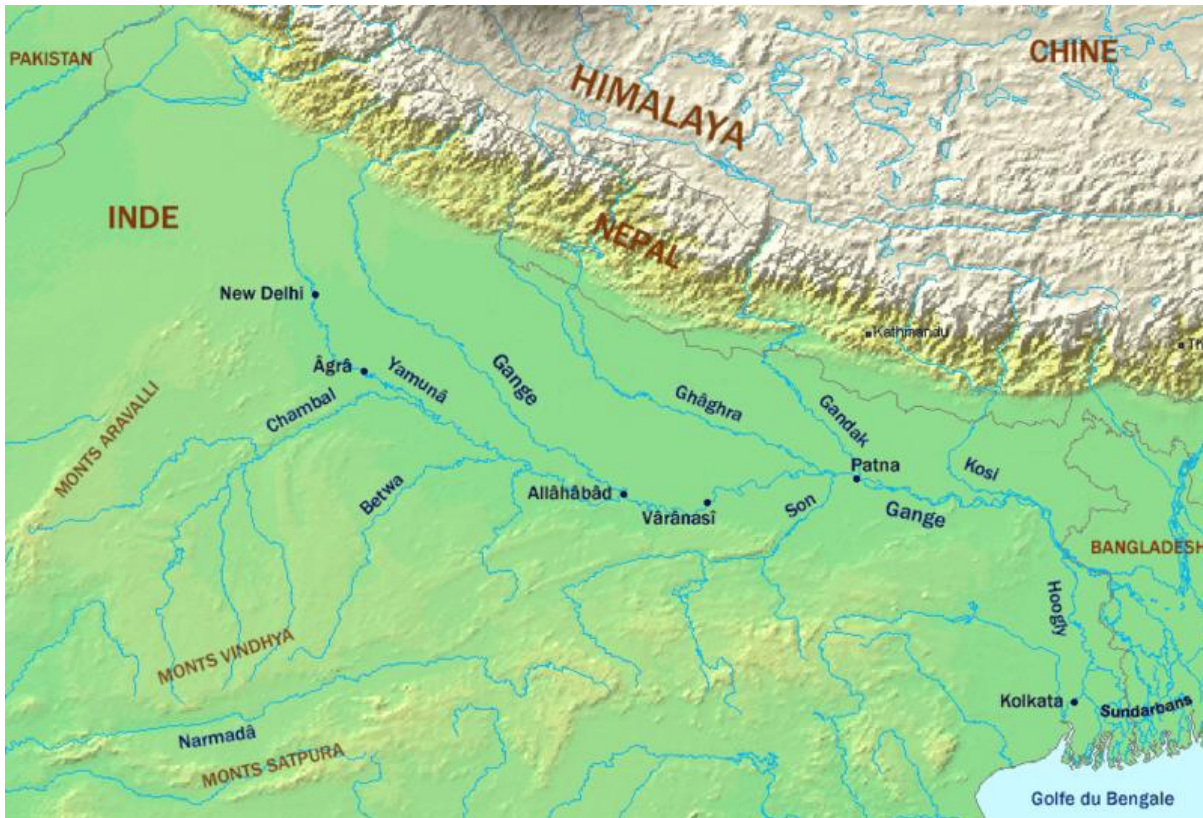 CHINE
PAKISTAN
HIMALAYA
INDE
NEPAL
New Delhi
Kathmandu
Th
Âgrâ
Yamunâ
Gange
Ghâghra
Gandak
Chambal
MONTS ARAVALLI
Patna
Kosi
Betwa
Allâhâbâd
Vârânasî
Son
Gange
BANGLADESH
Hoogly
MONTS VINDHYA
Kolkata
Sundarbans
Narmadâ
MONTS SATPURA
Golfe du Bengale